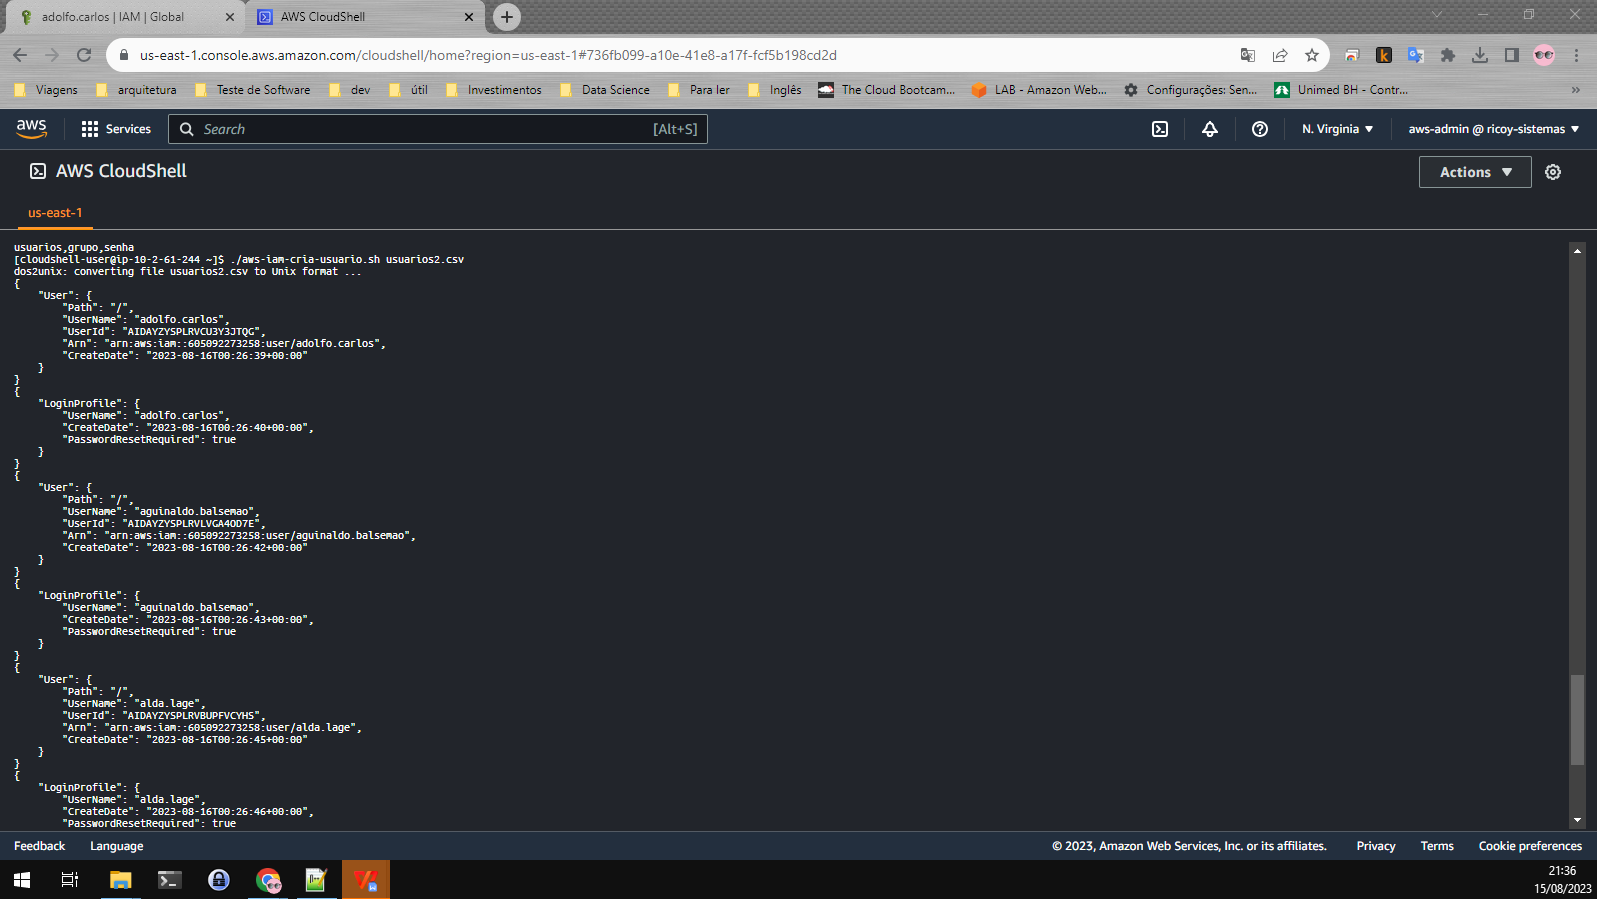 adolfo.carlos | IAM | Global
AWS CloudShell
us-east-1.console.aws.amazon.com/cloudshell/home?region=us-east-1#736fb099-a10e-41e8-a17f-fcf5b198cd2d
Viagens arquitetura Teste de Software dev útil Investimentos Data Science Para ler Inglês The Cloud Bootcam... LAB - Amazon Web... Configurações: Sen... Unimed BH - Contr... »
aws Services Search [Alt+S] N. Virginia aws-admin @ ricoy-sistemas
AWS CloudShell Actions
us-east-1
usuarios,grupo,senha
[cloudshell-user@ip-10-2-61-244 ~]$ ./aws-iam-cria-usuario.sh usuarios2.csv
dos2unix: converting file usuarios2.csv to Unix format ...
{
"User": {
"Path": "/",
"UserName": "adolfo.carlos",
"UserId": "AIDAYZYSPLRVCU3Y3JTQG",
"Arn": "arn:aws:iam::605092273258:user/adolfo.carlos",
"CreateDate": "2023-08-16T00:26:39+00:00"
}
}
{
"LoginProfile": {
"UserName": "adolfo.carlos",
"CreateDate": "2023-08-16T00:26:40+00:00",
"PasswordResetRequired": true
}
}
{
"User": {
"Path": "/",
"UserName": "aguinaldo.balsemao",
"UserId": "AIDAYZYSPLRVLVGA4OD7E",
"Arn": "arn:aws:iam::605092273258:user/aguinaldo.balsemao",
"CreateDate": "2023-08-16T00:26:42+00:00"
}
}
{
"LoginProfile": {
"UserName": "aguinaldo.balsemao",
"CreateDate": "2023-08-16T00:26:43+00:00",
"PasswordResetRequired": true
}
}
{
"User": {
"Path": "/",
"UserName": "alda.lage",
"UserId": "AIDAYZYSPLRVBUPFVCYHS",
"Arn": "arn:aws:iam::605092273258:user/alda.lage",
"CreateDate": "2023-08-16T00:26:45+00:00"
}
}
{
"LoginProfile": {
"UserName": "alda.lage",
"CreateDate": "2023-08-16T00:26:46+00:00",
"PasswordResetRequired": true
Feedback Language © 2023, Amazon Web Services, Inc. or its affiliates. Privacy Terms Cookie preferences
21:36
15/08/2023